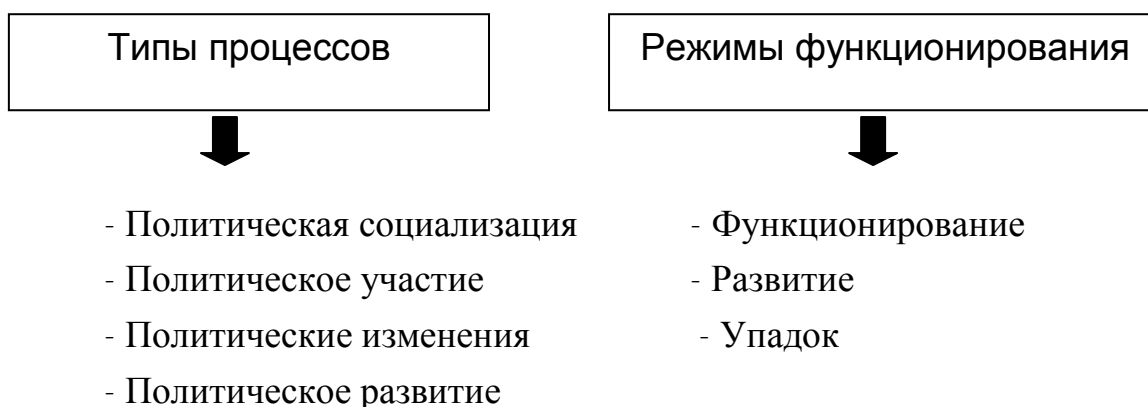 Типы процессов
Режимы функционирования
- Политическая социализация
- Политическое участие
- Политические изменения
- Политическое развитие
- Функционирование
- Развитие
- Упадок